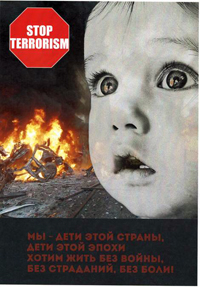 STOP
TERRORISM
МЫ - ДЕТИ ЭТОЙ СТРАНЫ,
ДЕТИ ЭТОЙ ЭПОХИ
ХОТИМ ЖИТЬ БЕЗ ВОЙНЫ,
БЕЗ СТРАДАНИЙ, БЕЗ БОЛИ!